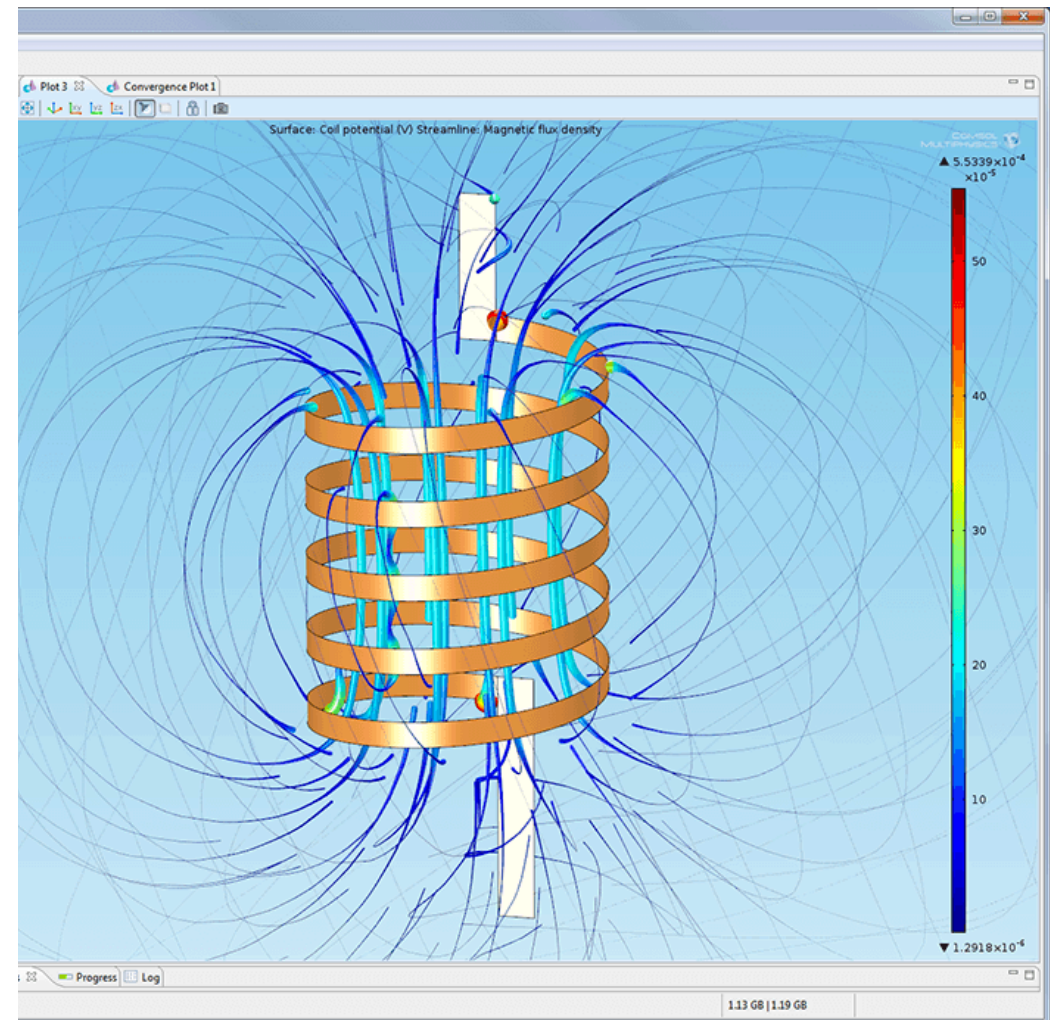 Plot 3
Convergence Plot 1
Surface: Coil potential (V) Streamline: Magnetic flux density
COMSOL
MULTIPHYSICS
▲ 5.5339×10⁻⁴
×10⁻⁵
50
40
30
20
10
▼ 1.2918×10⁻⁶
s
Progress
Log
1.13 GB | 1.19 GB